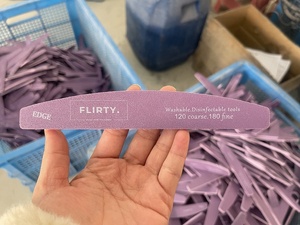 EDGE
FLIRTY.
Washable.Disinfectable tools
120 coarse.180 fine